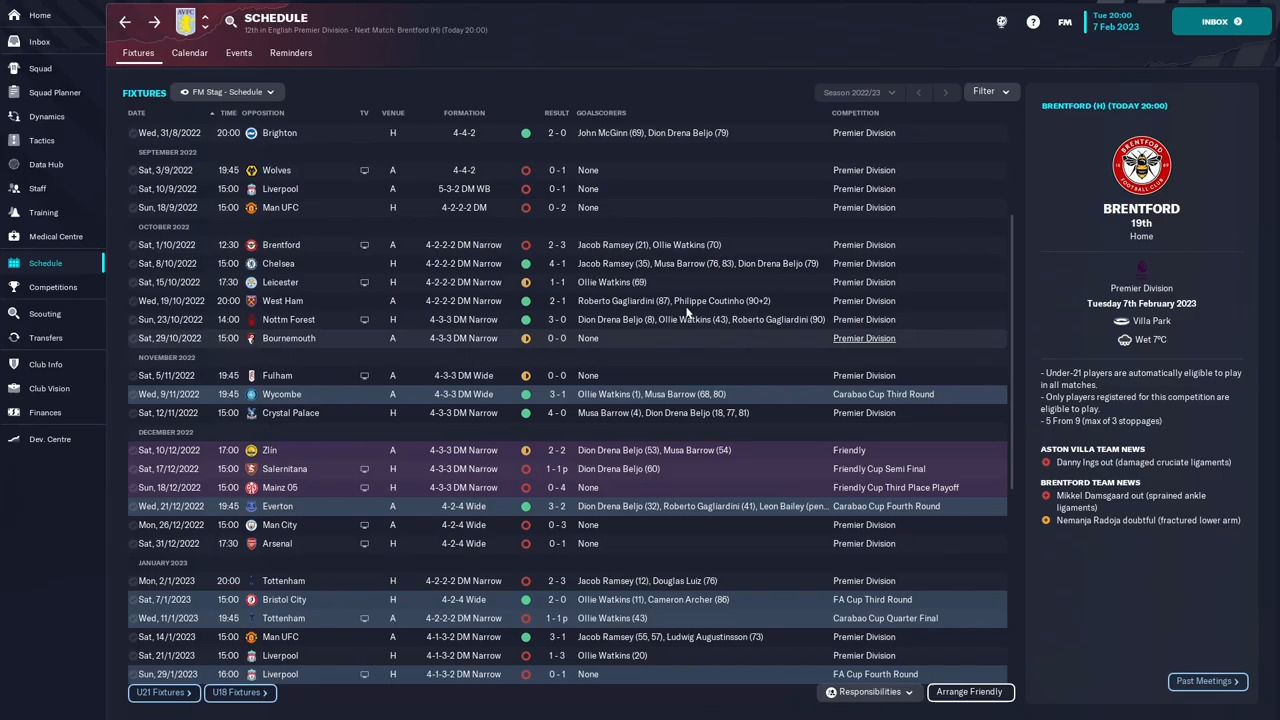 Home
Inbox
Squad
Squad Planner
Dynamics
Tactics
Data Hub
Staff
Training
Medical Centre
Schedule
Competitions
Scouting
Transfers
Club Info
Club Vision
Finances
Dev. Centre
AVFC
SCHEDULE
12th in English Premier Division - Next Match: Brentford (H) (Today 20:00)
? FM
Tue 20:00
7 Feb 2023
INBOX
Fixtures Calendar Events Reminders
FIXTURES FM Stag - Schedule Season 2022/23 Filter
DATE TIME OPPOSITION TV VENUE FORMATION RESULT GOALSCORERS COMPETITION
Wed, 31/8/2022 20:00 Brighton H 4-4-2 2 - 0 John McGinn (69), Dion Drena Beljo (79) Premier Division
SEPTEMBER 2022
Sat, 3/9/2022 19:45 Wolves A 4-4-2 0 - 1 None Premier Division
Sat, 10/9/2022 15:00 Liverpool A 5-3-2 DM WB 0 - 1 None Premier Division
Sun, 18/9/2022 15:00 Man UFC H 4-2-2-2 DM 0 - 2 None Premier Division
OCTOBER 2022
Sat, 1/10/2022 12:30 Brentford A 4-2-2-2 DM Narrow 2 - 3 Jacob Ramsey (21), Ollie Watkins (70) Premier Division
Sat, 8/10/2022 15:00 Chelsea H 4-2-2-2 DM Narrow 4 - 1 Jacob Ramsey (35), Musa Barrow (76, 83), Dion Drena Beljo (79) Premier Division
Sat, 15/10/2022 17:30 Leicester H 4-2-2-2 DM Narrow 1 - 1 Ollie Watkins (69) Premier Division
Wed, 19/10/2022 20:00 West Ham A 4-2-2-2 DM Narrow 2 - 1 Roberto Gagliardini (87), Philippe Coutinho (90+2) Premier Division
Sun, 23/10/2022 14:00 Nottm Forest H 4-3-3 DM Narrow 3 - 0 Dion Drena Beljo (8), Ollie Watkins (43), Roberto Gagliardini (90) Premier Division
Sat, 29/10/2022 15:00 Bournemouth A 4-3-3 DM Narrow 0 - 0 None Premier Division
NOVEMBER 2022
Sat, 5/11/2022 19:45 Fulham A 4-3-3 DM Wide 0 - 0 None Premier Division
Wed, 9/11/2022 19:45 Wycombe A 4-3-3 DM Wide 3 - 1 Ollie Watkins (1), Musa Barrow (68, 80) Carabao Cup Third Round
Sat, 12/11/2022 15:00 Crystal Palace H 4-3-3 DM Narrow 4 - 0 Musa Barrow (4), Dion Drena Beljo (18, 77, 81) Premier Division
DECEMBER 2022
Sat, 10/12/2022 17:00 Zlín A 4-3-3 DM Narrow 2 - 2 Dion Drena Beljo (53), Musa Barrow (54) Friendly
Sat, 17/12/2022 15:00 Salernitana H 4-3-3 DM Narrow 1 - 1 p Dion Drena Beljo (60) Friendly Cup Semi Final
Sun, 18/12/2022 15:00 Mainz 05 H 4-3-3 DM Narrow 0 - 4 None Friendly Cup Third Place Playoff
Wed, 21/12/2022 19:45 Everton A 4-2-4 Wide 3 - 2 Dion Drena Beljo (32), Roberto Gagliardini (41), Leon Bailey (pen... Carabao Cup Fourth Round
Mon, 26/12/2022 15:00 Man City A 4-2-4 Wide 0 - 3 None Premier Division
Sat, 31/12/2022 17:30 Arsenal H 4-2-4 Wide 0 - 1 None Premier Division
JANUARY 2023
Mon, 2/1/2023 20:00 Tottenham H 4-2-2-2 DM Narrow 2 - 3 Jacob Ramsey (12), Douglas Luiz (76) Premier Division
Sat, 7/1/2023 15:00 Bristol City H 4-2-4 Wide 2 - 0 Ollie Watkins (11), Cameron Archer (86) FA Cup Third Round
Wed, 11/1/2023 19:45 Tottenham A 4-2-2-2 DM Narrow 1 - 1 p Ollie Watkins (43) Carabao Cup Quarter Final
Sat, 14/1/2023 15:00 Man UFC A 4-1-3-2 DM Narrow 3 - 1 Jacob Ramsey (55, 57), Ludwig Augustinsson (73) Premier Division
Sat, 21/1/2023 15:00 Liverpool H 4-1-3-2 DM Narrow 1 - 3 Ollie Watkins (20) Premier Division
Sun, 29/1/2023 16:00 Liverpool H 4-1-3-2 DM Narrow 0 - 1 None FA Cup Fourth Round
U21 Fixtures U18 Fixtures Responsibilities Arrange Friendly
BRENTFORD (H) (TODAY 20:00)
BRENTFORD
FOOTBALL CLUB
BRENTFORD
19th
Home
Premier Division
Tuesday 7th February 2023
Villa Park
Wet 7ºC
- Under-21 players are automatically eligible to play
in all matches.
- Only players registered for this competition are
eligible to play.
- 5 From 9 (max of 3 stoppages)
ASTON VILLA TEAM NEWS
Danny Ings out (damaged cruciate ligaments)
BRENTFORD TEAM NEWS
Mikkel Damsgaard out (sprained ankle
ligaments)
Nemanja Radoja doubtful (fractured lower arm)
Past Meetings